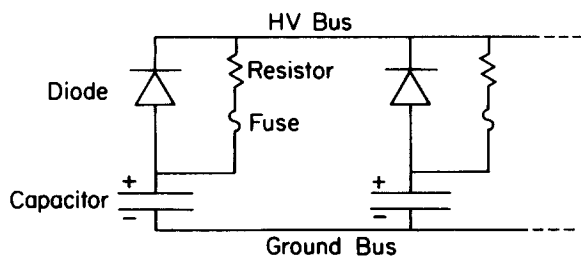 HV Bus
Resistor
Diode
Fuse
+
+
Capacitor
−
−
Ground Bus